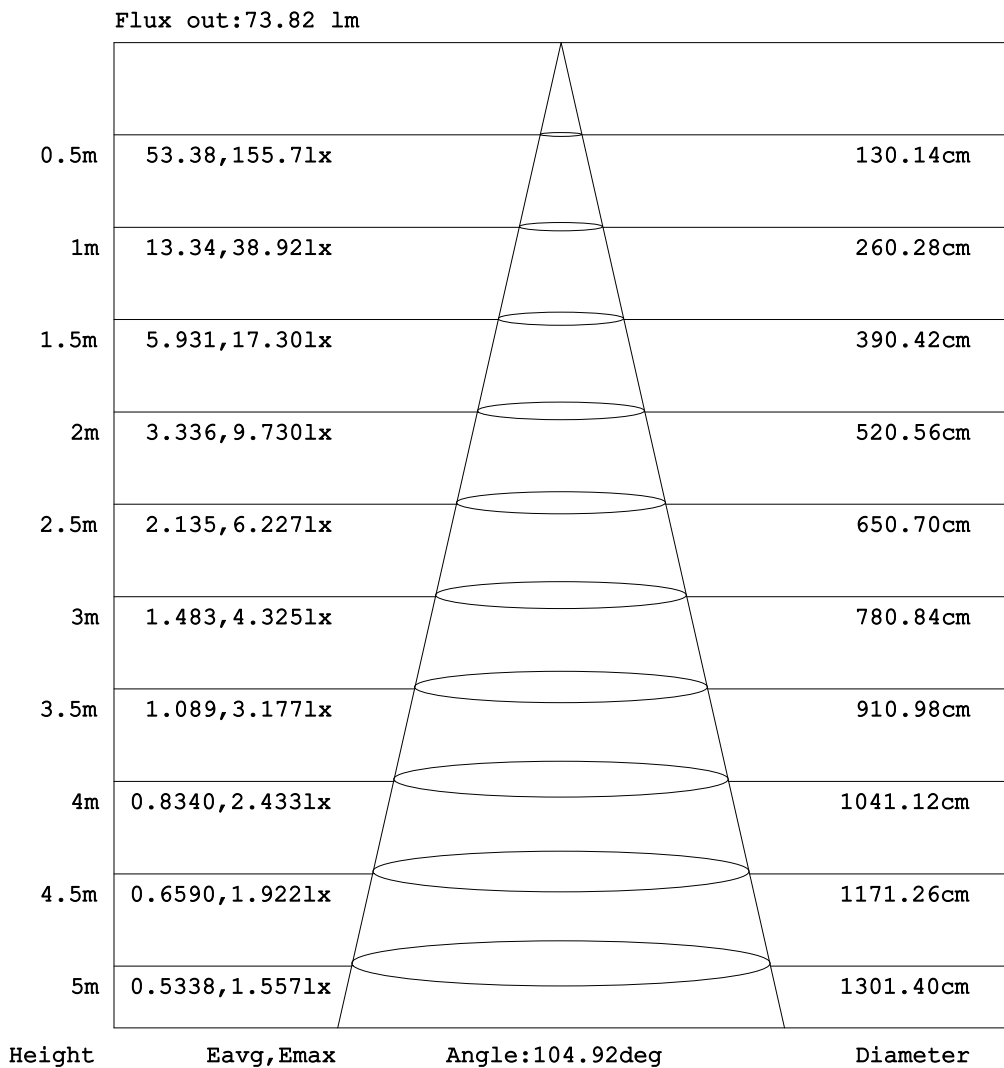 Flux out:73.82 lm
0.5m 53.38,155.7lx 130.14cm
1m 13.34,38.92lx 260.28cm
1.5m 5.931,17.30lx 390.42cm
2m 3.336,9.730lx 520.56cm
2.5m 2.135,6.227lx 650.70cm
3m 1.483,4.325lx 780.84cm
3.5m 1.089,3.177lx 910.98cm
4m 0.8340,2.433lx 1041.12cm
4.5m 0.6590,1.922lx 1171.26cm
5m 0.5338,1.557lx 1301.40cm
Height Eavg,Emax Angle:104.92deg Diameter